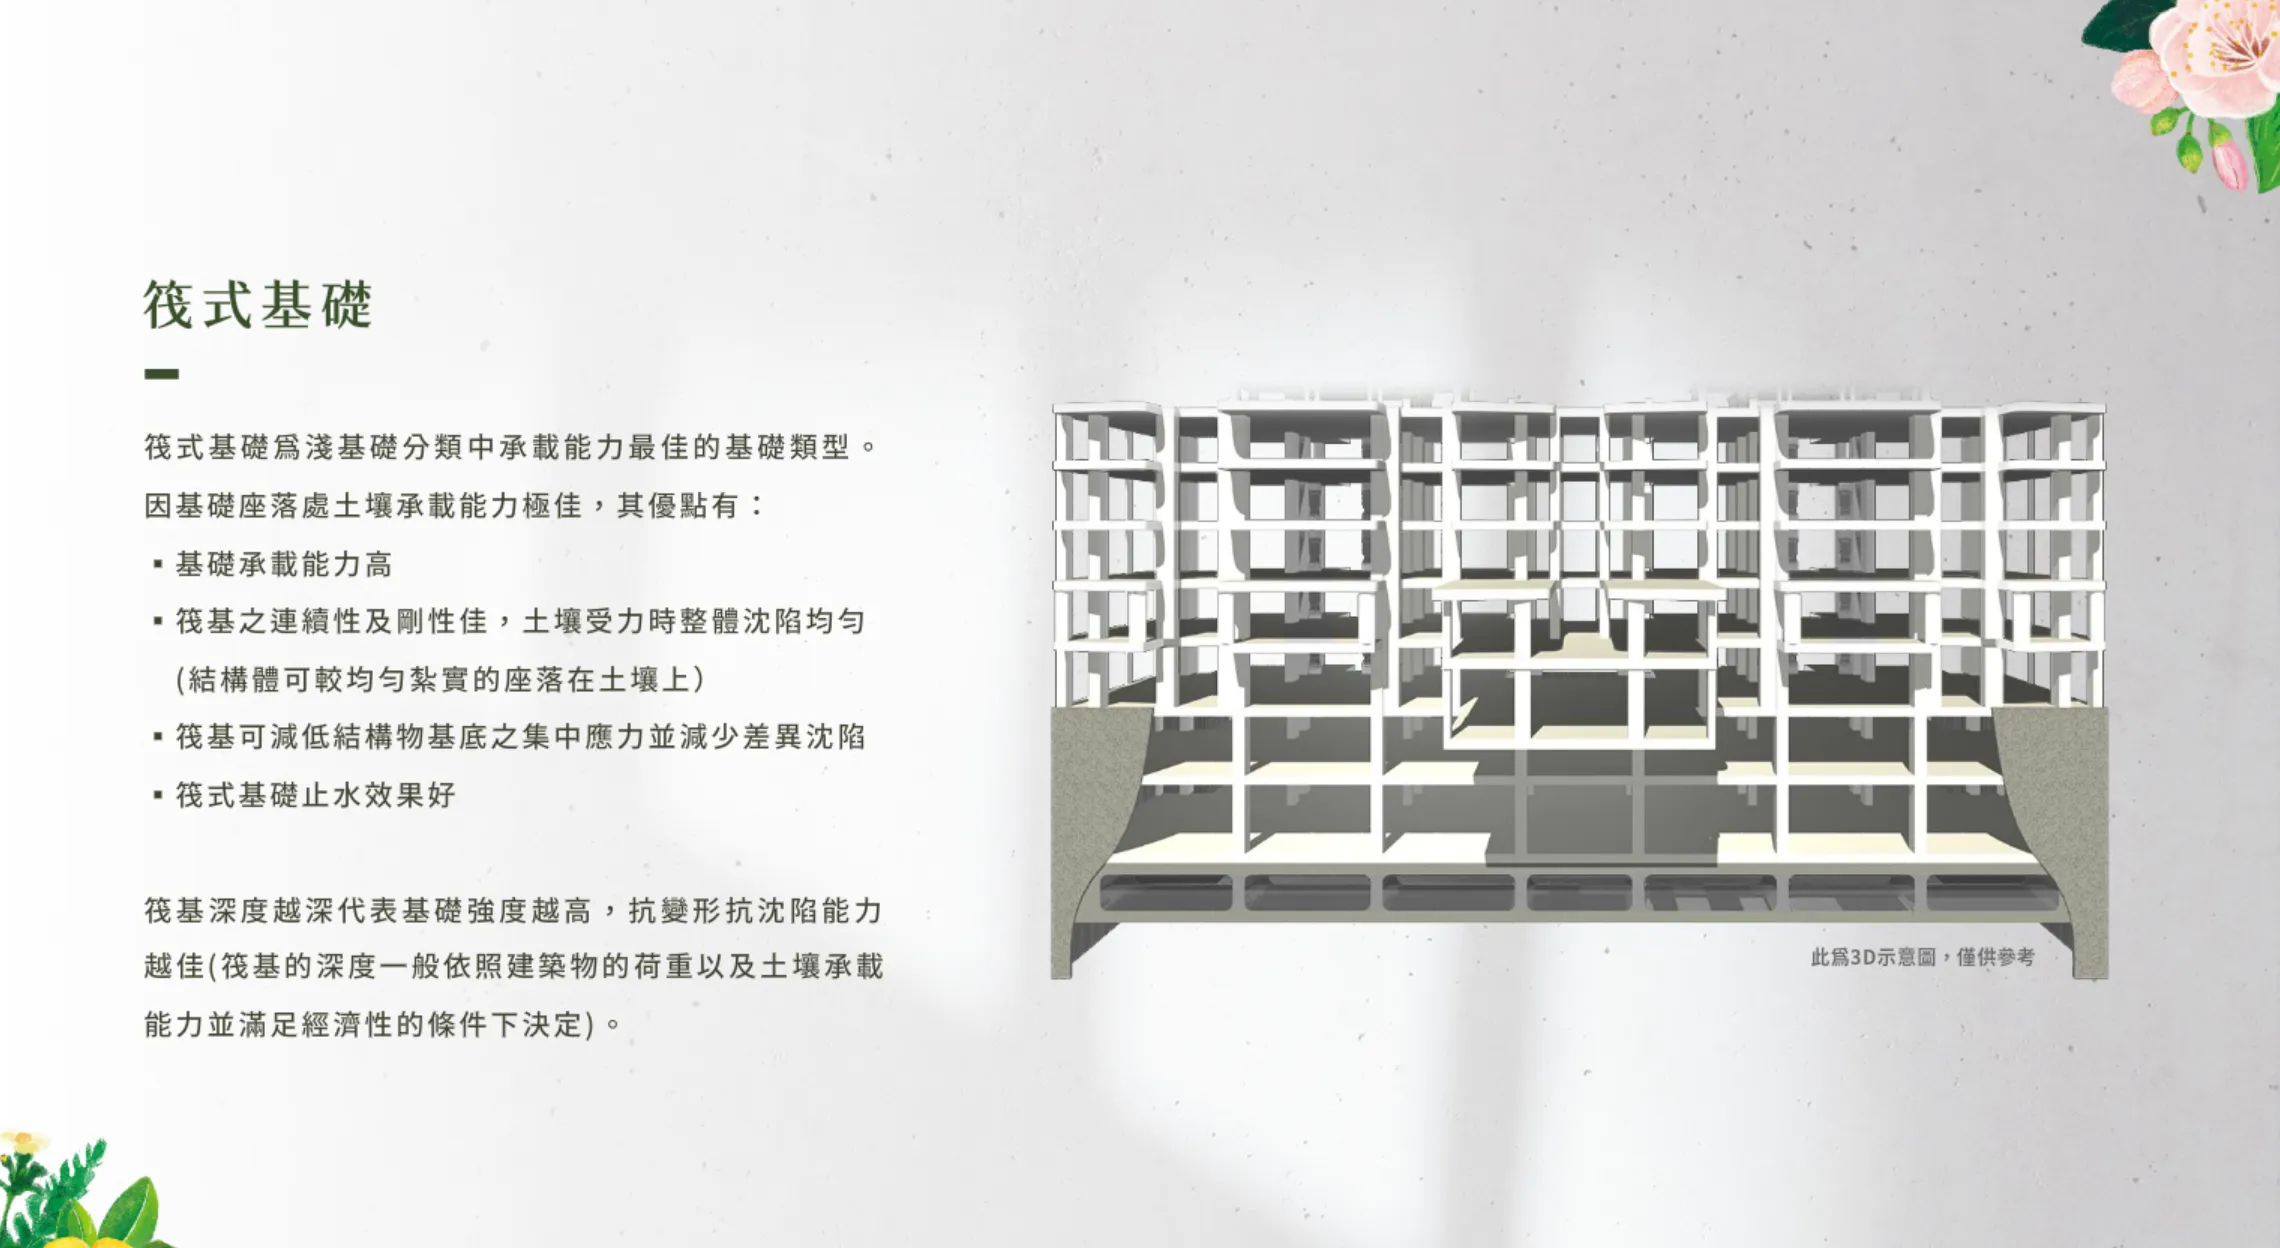 筏式基礎
筏式基礎爲淺基礎分類中承載能力最佳的基礎類型。
因基礎座落處土壤承載能力極佳，其優點有：
▪ 基礎承載能力高
▪ 筏基之連續性及剛性佳，土壤受力時整體沈陷均勻
(結構體可較均勻紮實的座落在土壤上）
▪ 筏基可減低結構物基底之集中應力並減少差異沈陷
▪ 筏式基礎止水效果好
筏基深度越深代表基礎強度越高，抗變形抗沈陷能力
越佳(筏基的深度一般依照建築物的荷重以及土壤承載
能力並滿足經濟性的條件下決定)。
此爲3D示意圖，僅供參考